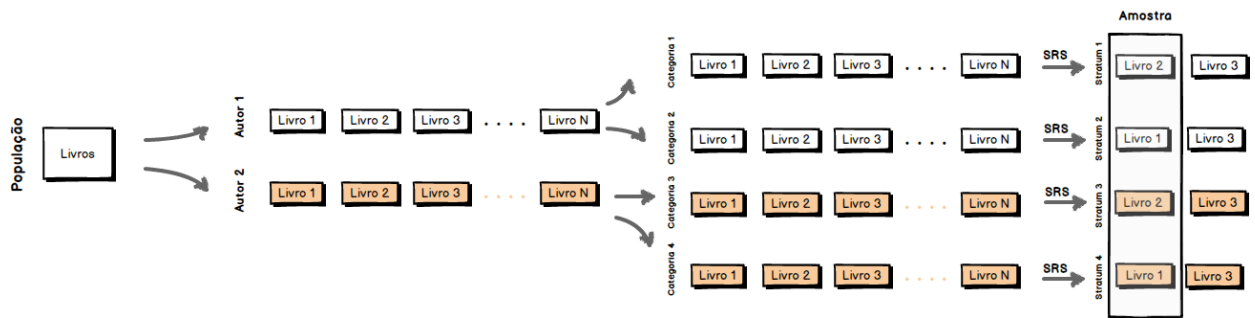 Amostra
Categoria 1
Livro 1 Livro 2 Livro 3 . . . . Livro N
SRS
Stratum 1
Livro 2 Livro 3
População
Livros
Autor 1
Livro 1 Livro 2 Livro 3 . . . . Livro N
Categoria 2
Livro 1 Livro 2 Livro 3 . . . . Livro N
SRS
Stratum 2
Livro 1 Livro 3
Autor 2
Livro 1 Livro 2 Livro 3 . . . . Livro N
Categoria 3
Livro 1 Livro 2 Livro 3 . . . . Livro N
SRS
Stratum 3
Livro 2 Livro 3
Categoria 4
Livro 1 Livro 2 Livro 3 . . . . Livro N
SRS
Stratum 4
Livro 1 Livro 3